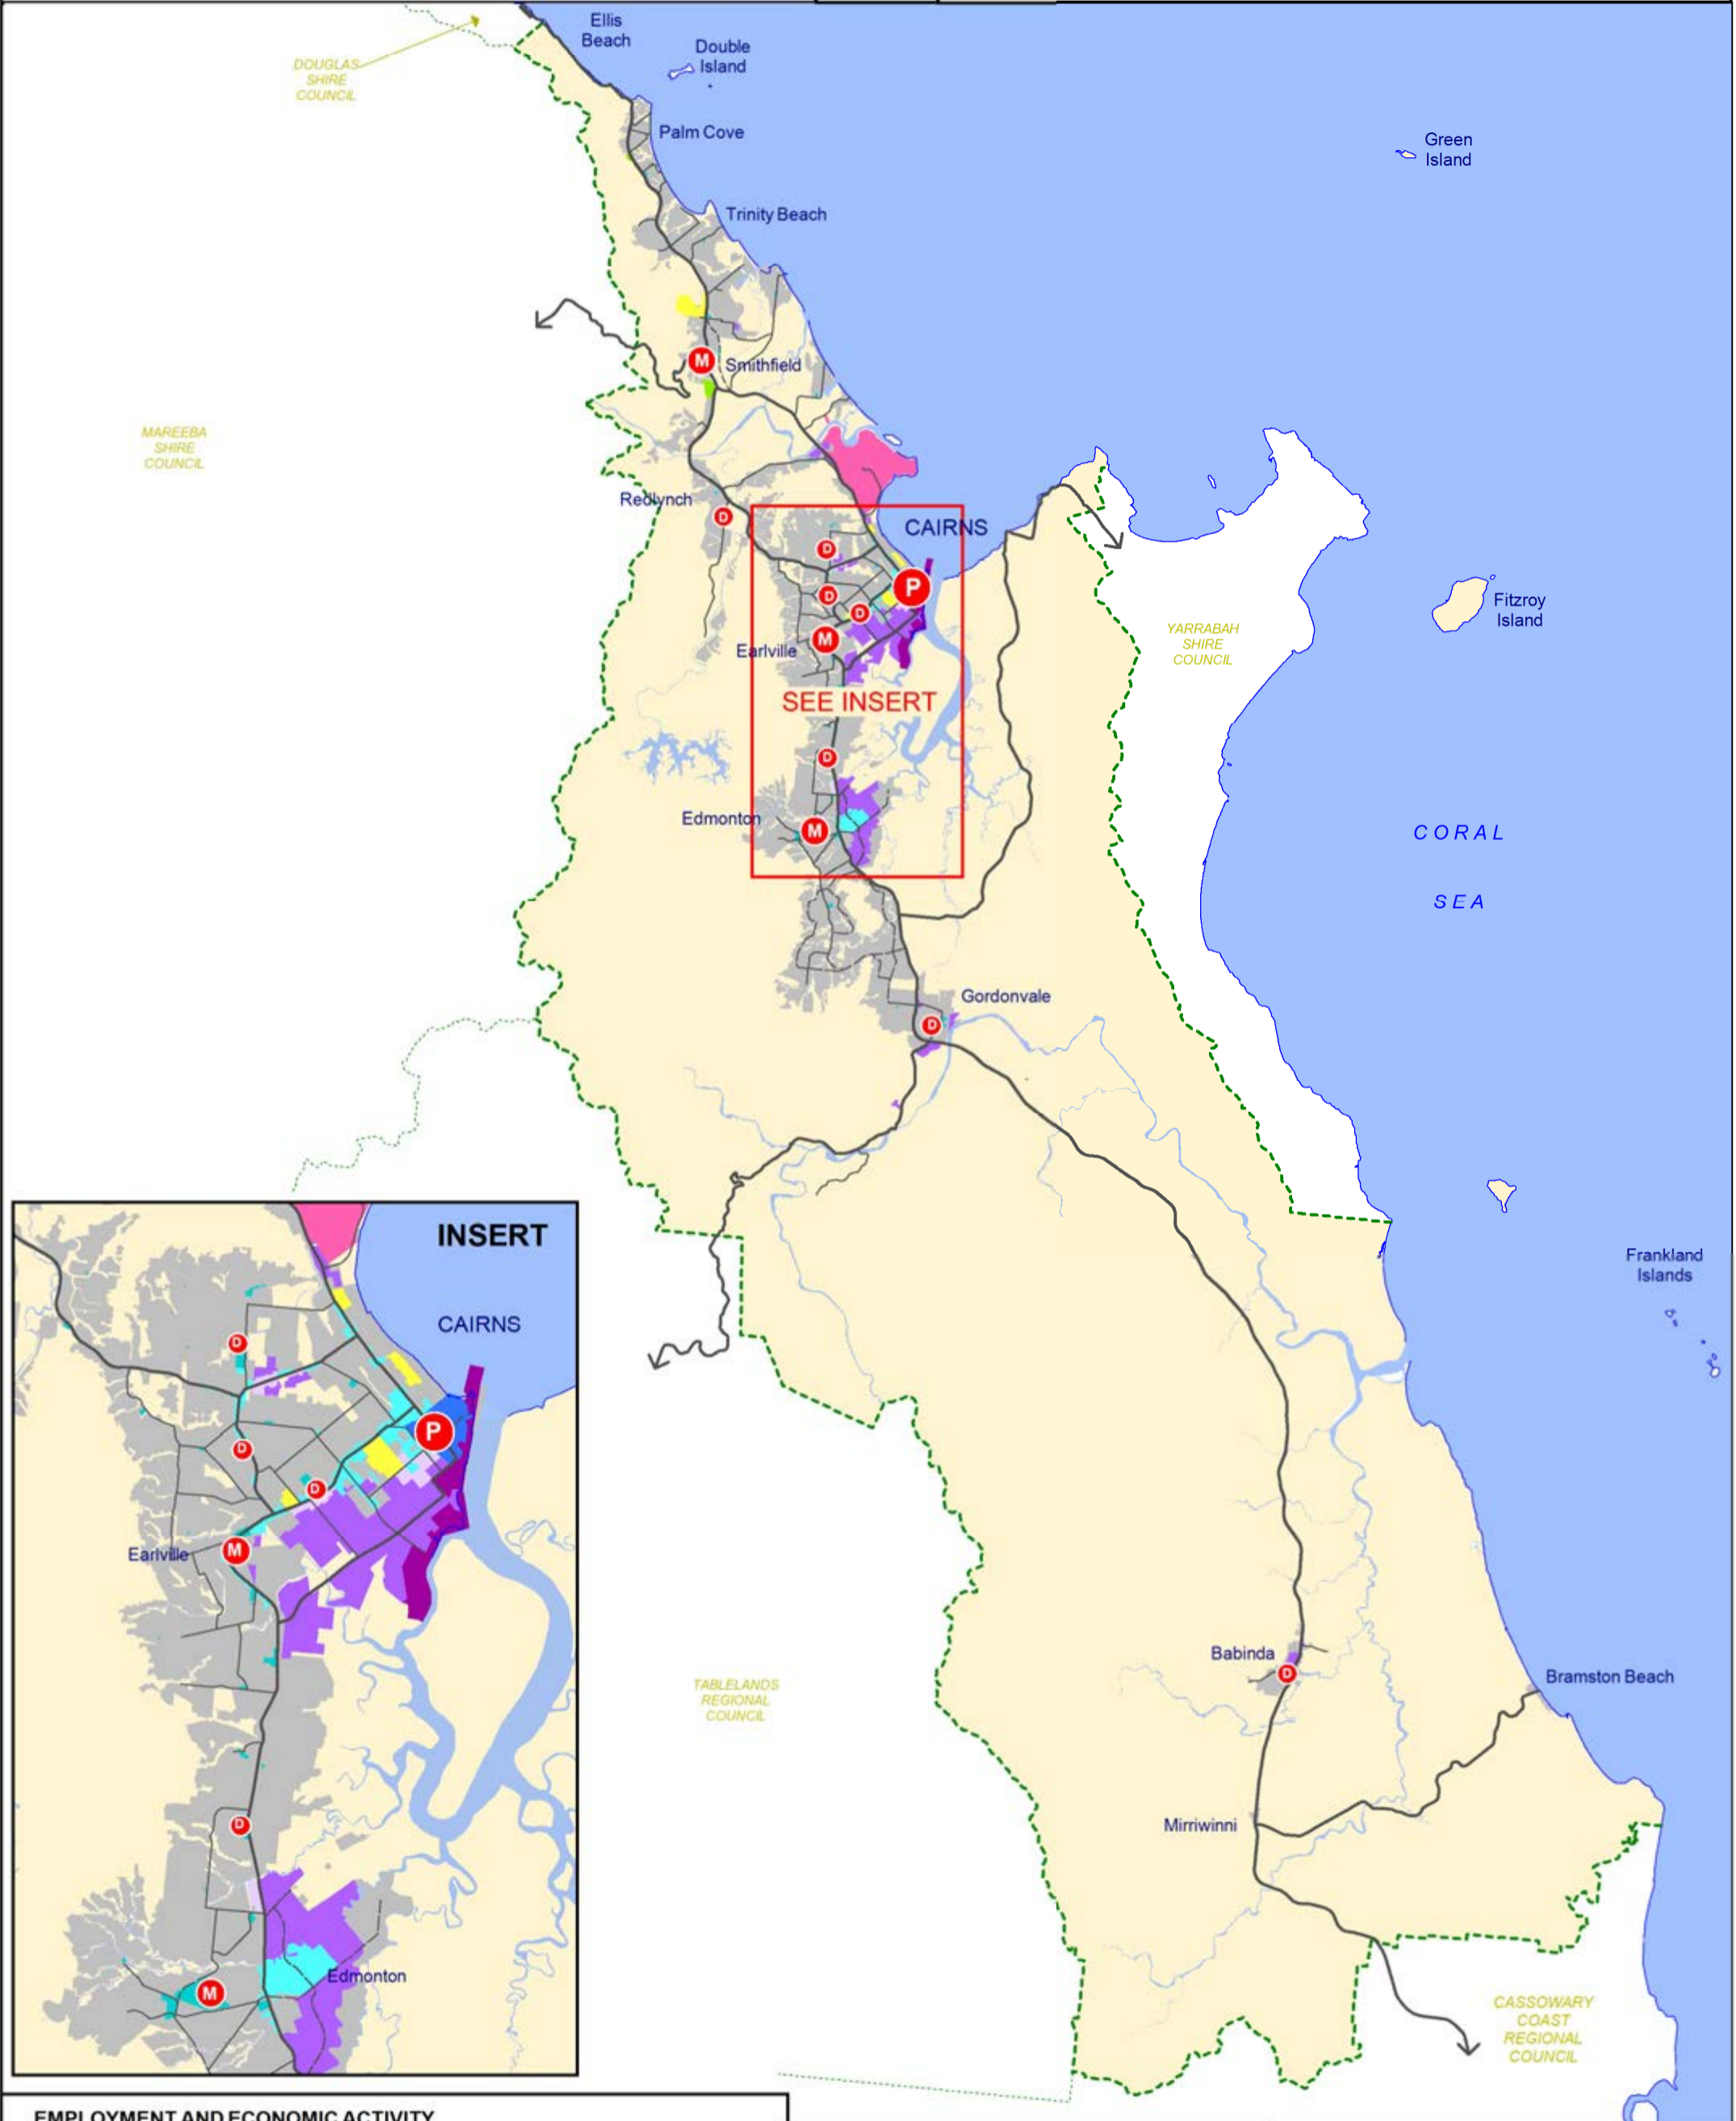 Ellis
Beach
Double
Island
DOUGLAS
SHIRE
COUNCIL
Palm Cove
Green
Island
Trinity Beach
M
Smithfield
MAREEBA
SHIRE
COUNCIL
Redlynch
D
CAIRNS
D
P
D
D
Fitzroy
Island
M
Earlville
YARRABAH
SHIRE
COUNCIL
SEE INSERT
D
Edmonton
M
CORAL
SEA
Gordonvale
D
INSERT
CAIRNS
D
P
D
D
M
Earlville
D
Edmonton
M
Frankland
Islands
Babinda
D
Bramston Beach
TABLELANDS
REGIONAL
COUNCIL
Mirriwinni
CASSOWARY
COAST
REGIONAL
COUNCIL
EMPLOYMENT AND ECONOMIC ACTIVITY